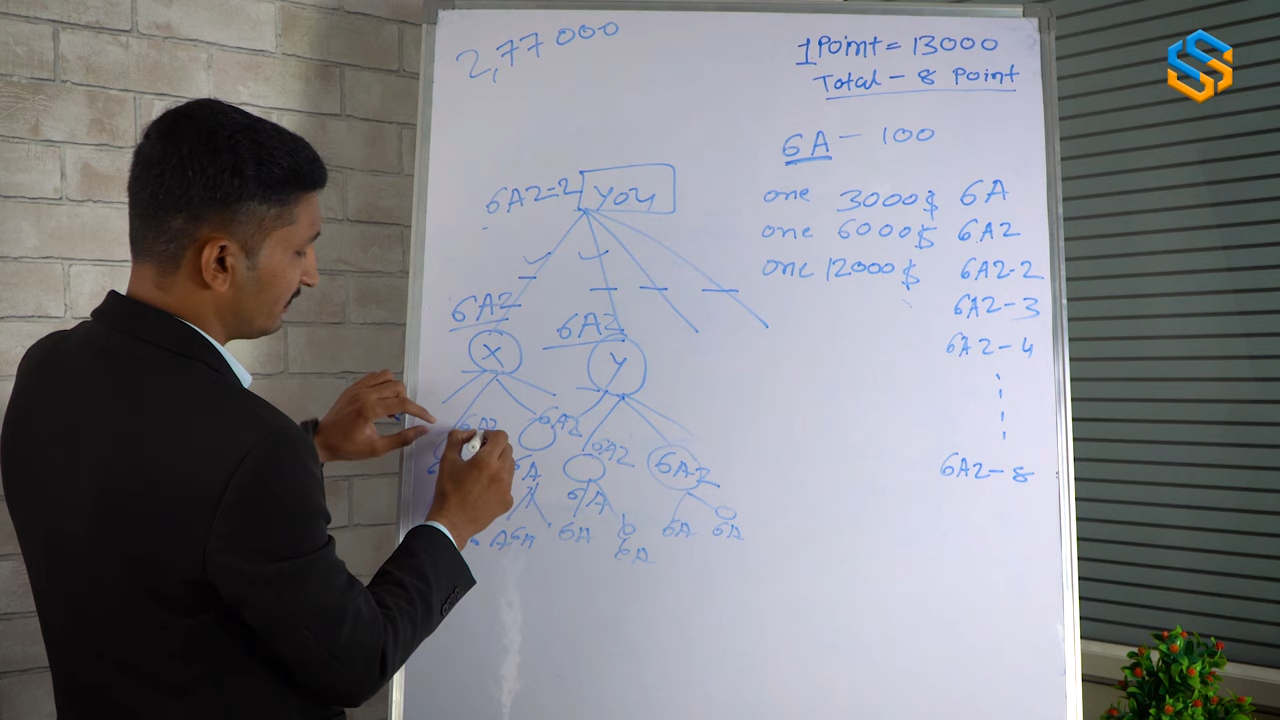 2,77000
1Point = 13000
Total - 8 Point
6A - 100
one 3000$ 6A
one 6000$ 6A2
one 12000$ 6A2-2
6A2-3
6A2-4
6A2-8
6A2=2 YOU
6A2 6A2
X Y
6A2 6A2 6A2
6A 6A 6A2
6A 6A 6A 6A
6A